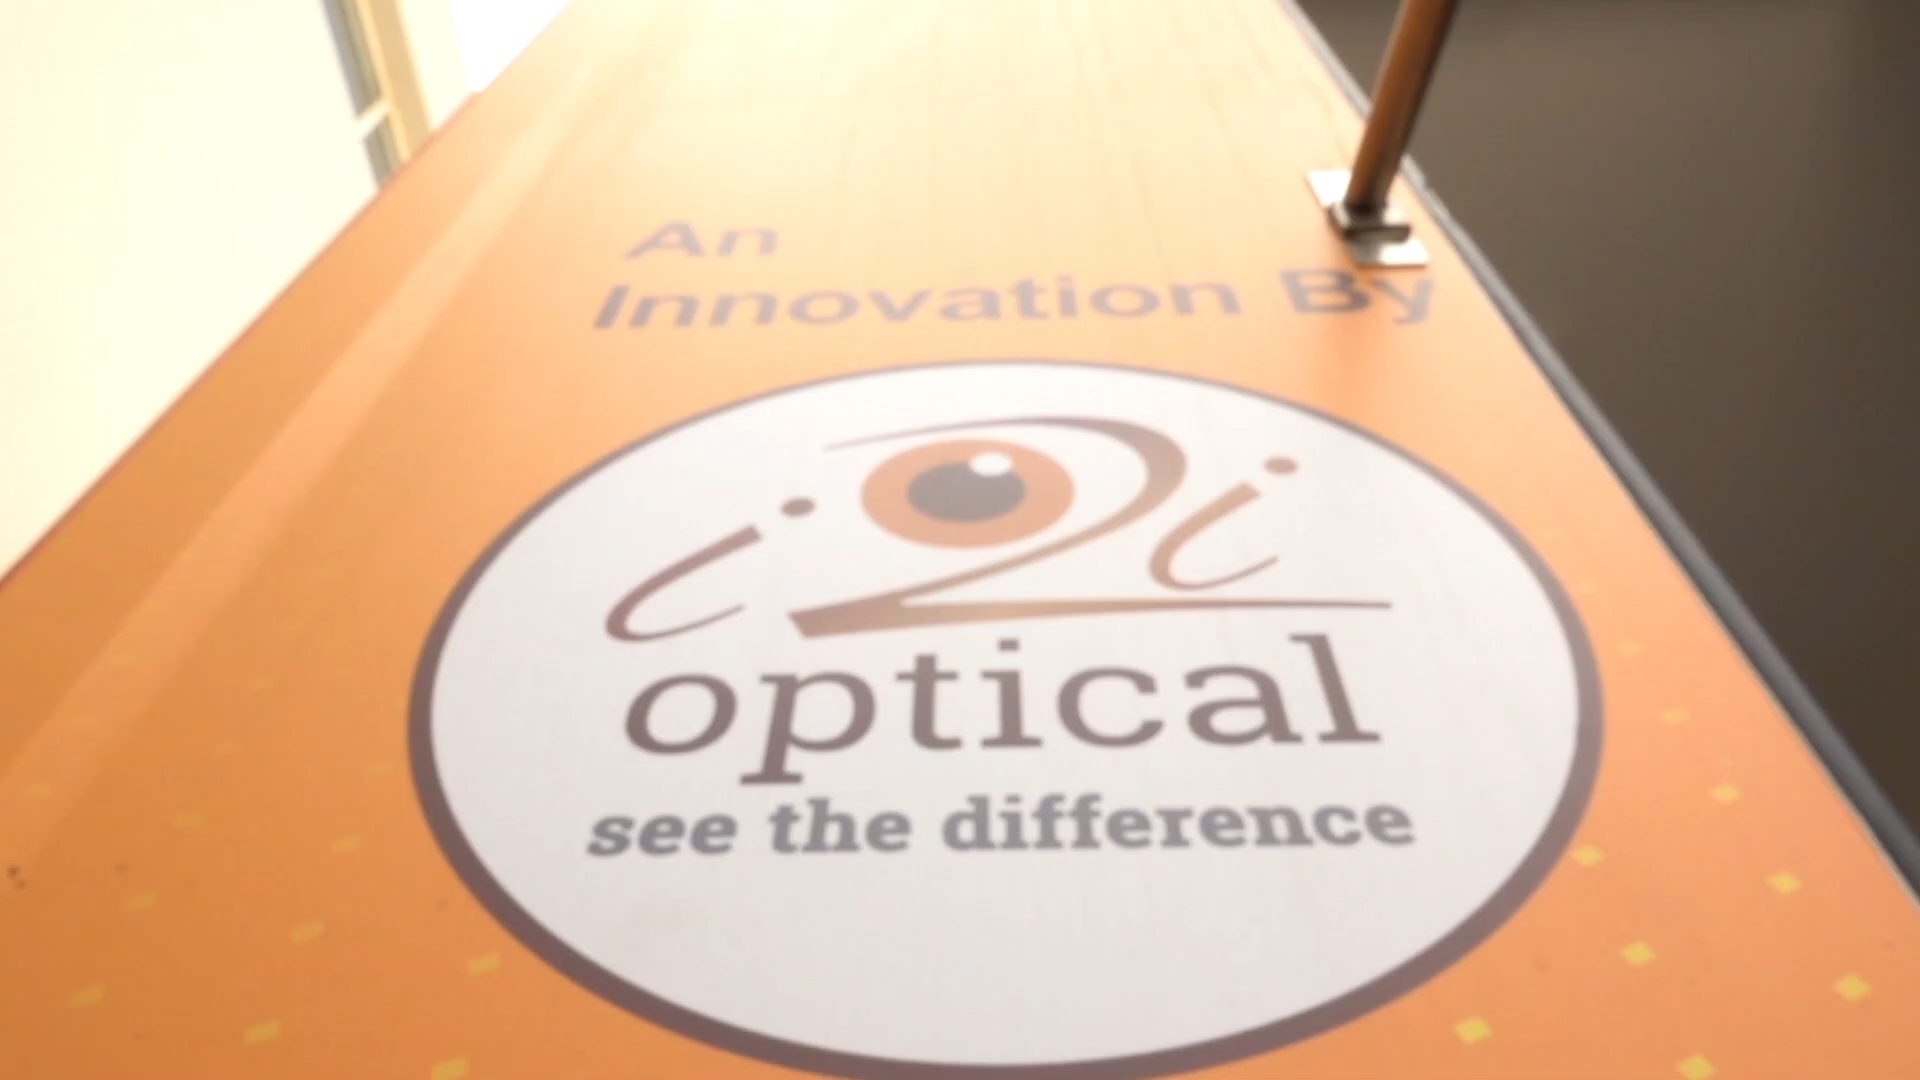 An
Innovation By
i2i
optical
see the difference